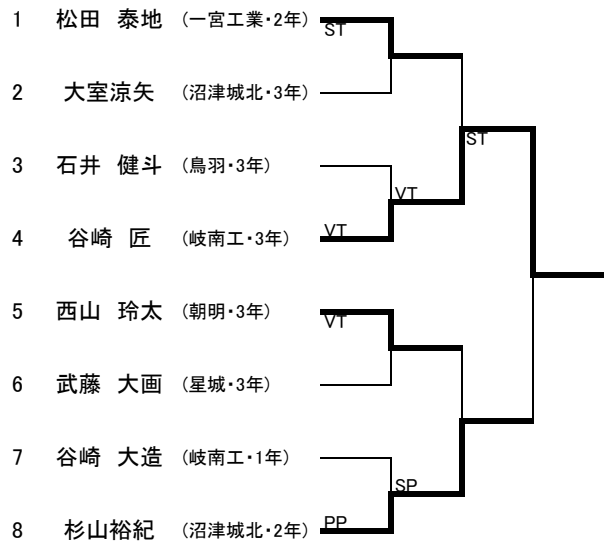 1 松田 泰地 (一宮工業・2年) ST
2 大室涼矢 (沼津城北・3年)
ST
3 石井 健斗 (鳥羽・3年)
VT
4 谷崎 匠 (岐南工・3年) VT
5 西山 玲太 (朝明・3年) VT
6 武藤 大画 (星城・3年)
7 谷崎 大造 (岐南工・1年)
SP
8 杉山裕紀 (沼津城北・2年) PP